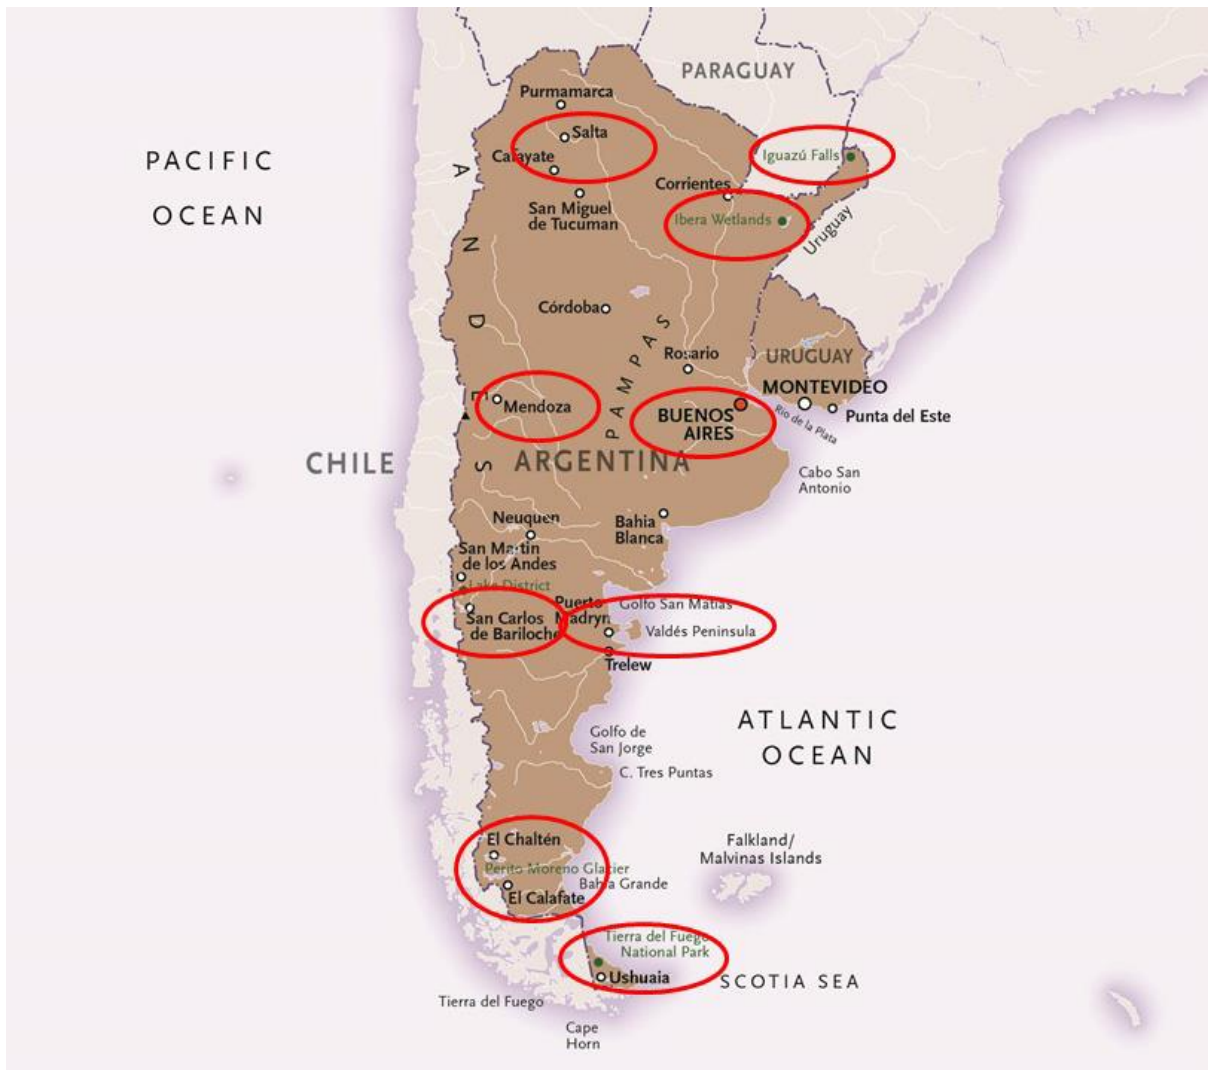 PARAGUAY
Purmamarca
Salta
PACIFIC
OCEAN
Iguazú Falls
Cafayate
Corrientes
San Miguel
de Tucuman
Ibera Wetlands
Uruguay
ANDES
Córdoba
PAMPAS
Rosario
URUGUAY
MONTEVIDEO
Mendoza
BUENOS
AIRES
Rio de la Plata
Punta del Este
CHILE
ARGENTINA
Cabo San
Antonio
Neuquen
Bahia
Blanca
San Martin
de los Andes
Lake District
San Carlos
de Bariloche
Puerto
Madryn
Golfo San Matias
Valdés Peninsula
Trelew
ATLANTIC
OCEAN
Golfo de
San Jorge
C. Tres Puntas
El Chaltén
Perito Moreno Glacier
Bahia Grande
El Calafate
Falkland/
Malvinas Islands
Tierra del Fuego
National Park
Ushuaia
SCOTIA SEA
Tierra del Fuego
Cape
Horn